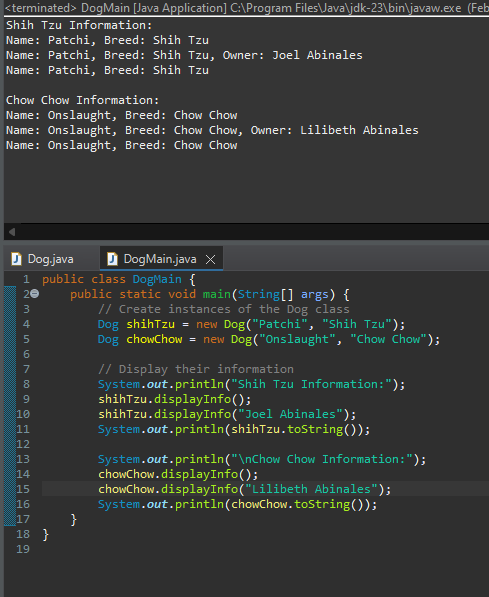 <terminated> DogMain [Java Application] C:\Program Files\Java\jdk-23\bin\javaw.exe (Feb
Shih Tzu Information:
Name: Patchi, Breed: Shih Tzu
Name: Patchi, Breed: Shih Tzu, Owner: Joel Abinales
Name: Patchi, Breed: Shih Tzu

Chow Chow Information:
Name: Onslaught, Breed: Chow Chow
Name: Onslaught, Breed: Chow Chow, Owner: Lilibeth Abinales
Name: Onslaught, Breed: Chow Chow

Dog.java DogMain.java
1 public class DogMain {
2 public static void main(String[] args) {
3 // Create instances of the Dog class
4 Dog shihTzu = new Dog("Patchi", "Shih Tzu");
5 Dog chowChow = new Dog("Onslaught", "Chow Chow");
6
7 // Display their information
8 System.out.println("Shih Tzu Information:");
9 shihTzu.displayInfo();
10 shihTzu.displayInfo("Joel Abinales");
11 System.out.println(shihTzu.toString());
12
13 System.out.println("\nChow Chow Information:");
14 chowChow.displayInfo();
15 chowChow.displayInfo("Lilibeth Abinales");
16 System.out.println(chowChow.toString());
17 }
18 }
19